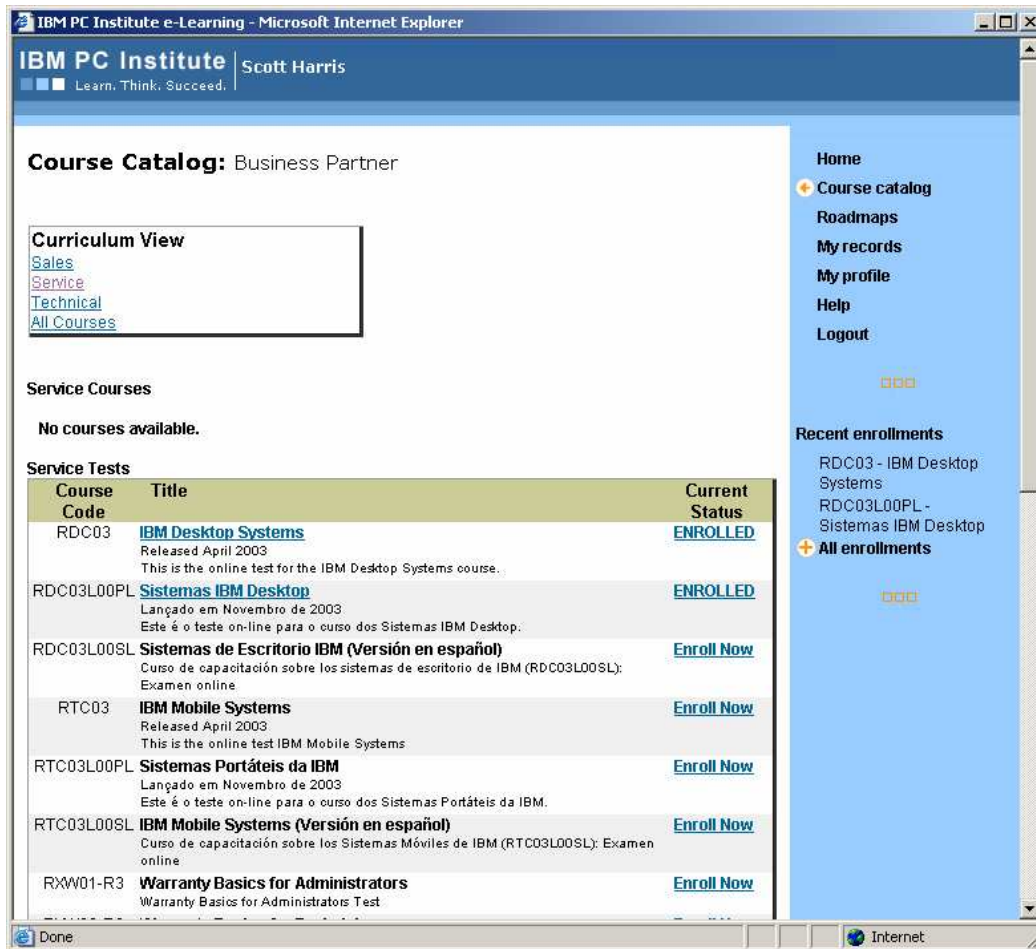 IBM PC Institute e-Learning - Microsoft Internet Explorer
IBM PC Institute
Scott Harris
Learn. Think. Succeed.
Course Catalog: Business Partner
Curriculum View
Sales
Service
Technical
All Courses
Service Courses
No courses available.
Service Tests
Course Code Title Current Status
RDC03 IBM Desktop Systems ENROLLED
Released April 2003
This is the online test for the IBM Desktop Systems course.
RDC03L00PL Sistemas IBM Desktop ENROLLED
Lançado em Novembro de 2003
Este é o teste on-line para o curso dos Sistemas IBM Desktop.
RDC03L00SL Sistemas de Escritorio IBM (Versión en español) Enroll Now
Curso de capacitación sobre los sistemas de escritorio de IBM (RDC03L00SL):
Examen online
RTC03 IBM Mobile Systems Enroll Now
Released April 2003
This is the online test IBM Mobile Systems
RTC03L00PL Sistemas Portáteis da IBM Enroll Now
Lançado em Novembro de 2003
Este é o teste on-line para o curso dos Sistemas Portáteis da IBM.
RTC03L00SL IBM Mobile Systems (Versión en español) Enroll Now
Curso de capacitación sobre los Sistemas Móviles de IBM (RTC03L00SL): Examen
online
RXW01-R3 Warranty Basics for Administrators Enroll Now
Warranty Basics for Administrators Test
Home
Course catalog
Roadmaps
My records
My profile
Help
Logout
Recent enrollments
RDC03 - IBM Desktop
Systems
RDC03L00PL -
Sistemas IBM Desktop
All enrollments
Done
Internet